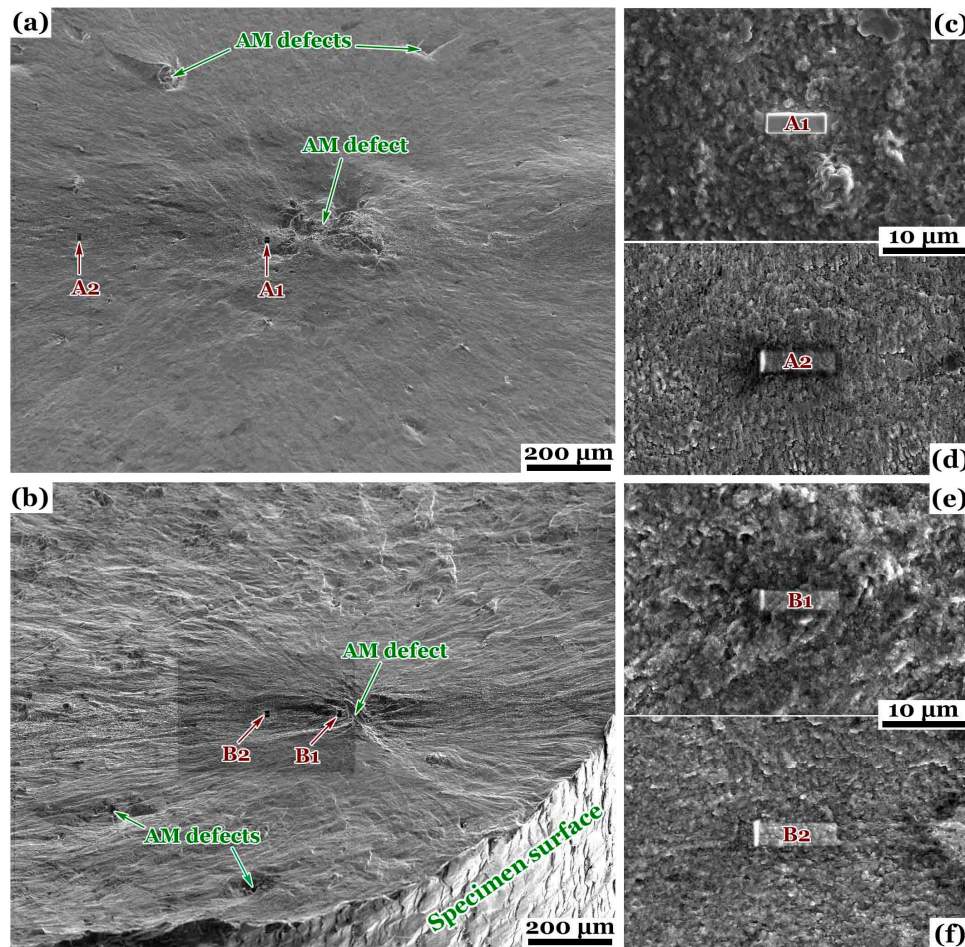 (a)
AM defects
AM defect
A2
A1
200 μm
(b)
AM defect
B2
B1
AM defects
Specimen surface
200 μm
(c)
A1
10 μm
A2
(d)
(e)
B1
10 μm
B2
(f)